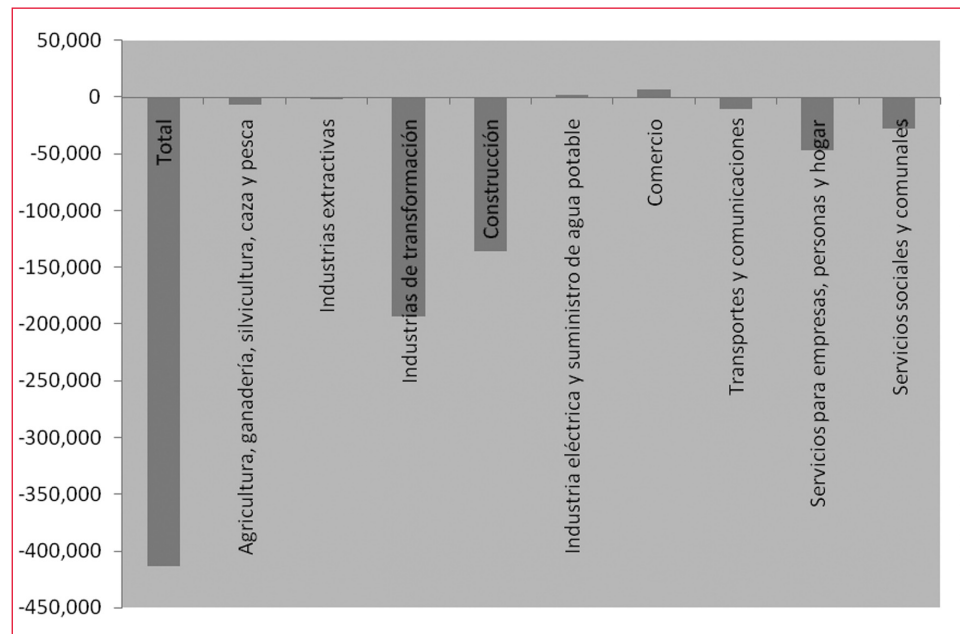 50,000
0
-50,000
-100,000
-150,000
-200,000
-250,000
-300,000
-350,000
-400,000
-450,000
Total
Agricultura, ganadería, silvicultura, caza y pesca
Industrias extractivas
Industrias de transformación
Construcción
Industria eléctrica y suministro de agua potable
Comercio
Transportes y comunicaciones
Servicios para empresas, personas y hogar
Servicios sociales y comunales